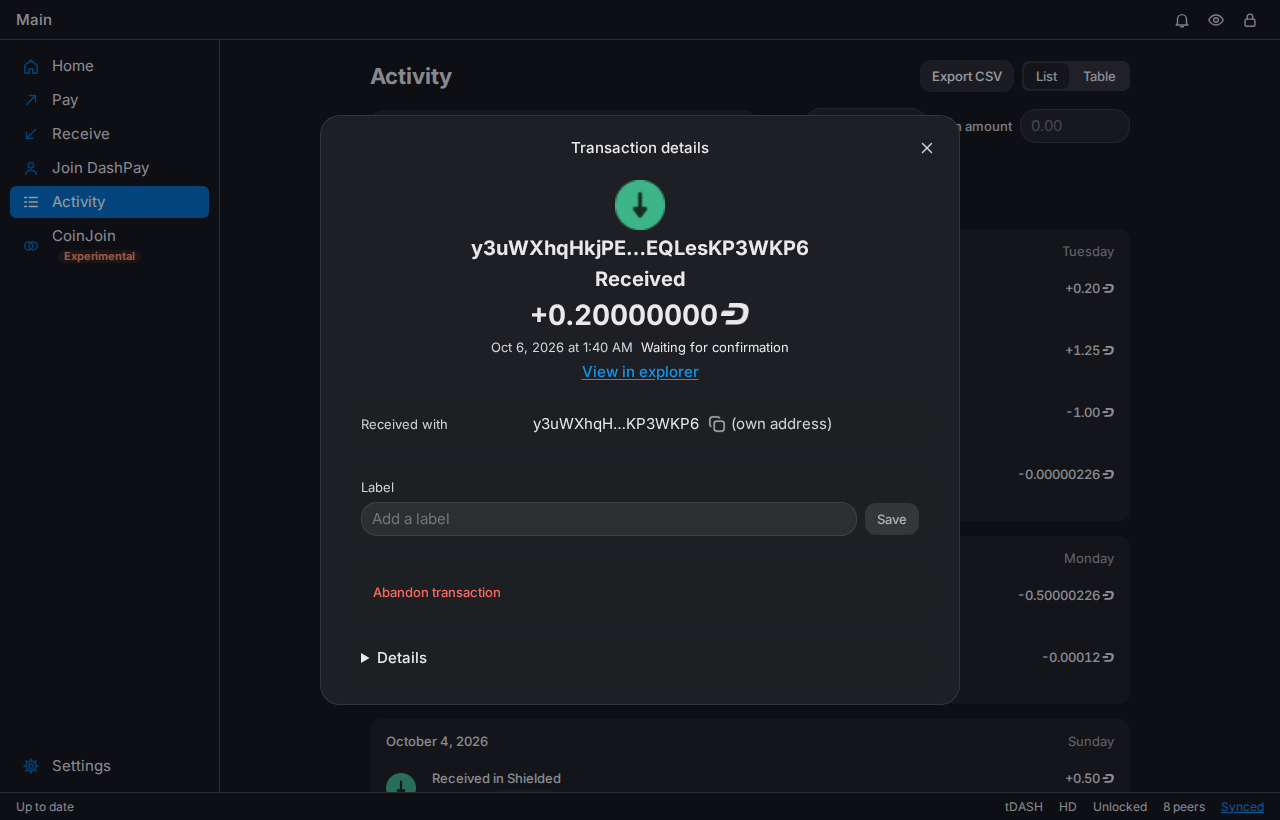 Main
Home
Pay
Receive
Join DashPay
Activity
CoinJoin
Experimental
Settings
Activity
Export CSV
List
Table
amount
0.00
Transaction details
y3uWXhqHkjPE…EQLesKP3WKP6
Received
+0.20000000
Oct 6, 2026 at 1:40 AM Waiting for confirmation
View in explorer
Received with
y3uWXhqH…KP3WKP6 (own address)
Label
Add a label
Save
Abandon transaction
Details
Tuesday
+0.20
+1.25
-1.00
-0.00000226
Monday
-0.50000226
-0.00012
October 4, 2026
Sunday
Received in Shielded
+0.50
Up to date
tDASH
HD
Unlocked
8 peers
Synced